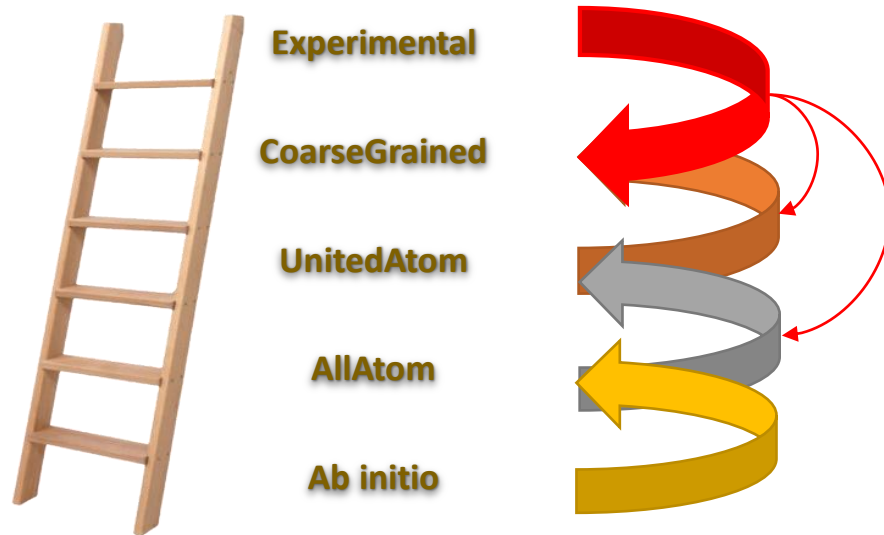 Experimental
CoarseGrained
UnitedAtom
AllAtom
Ab initio